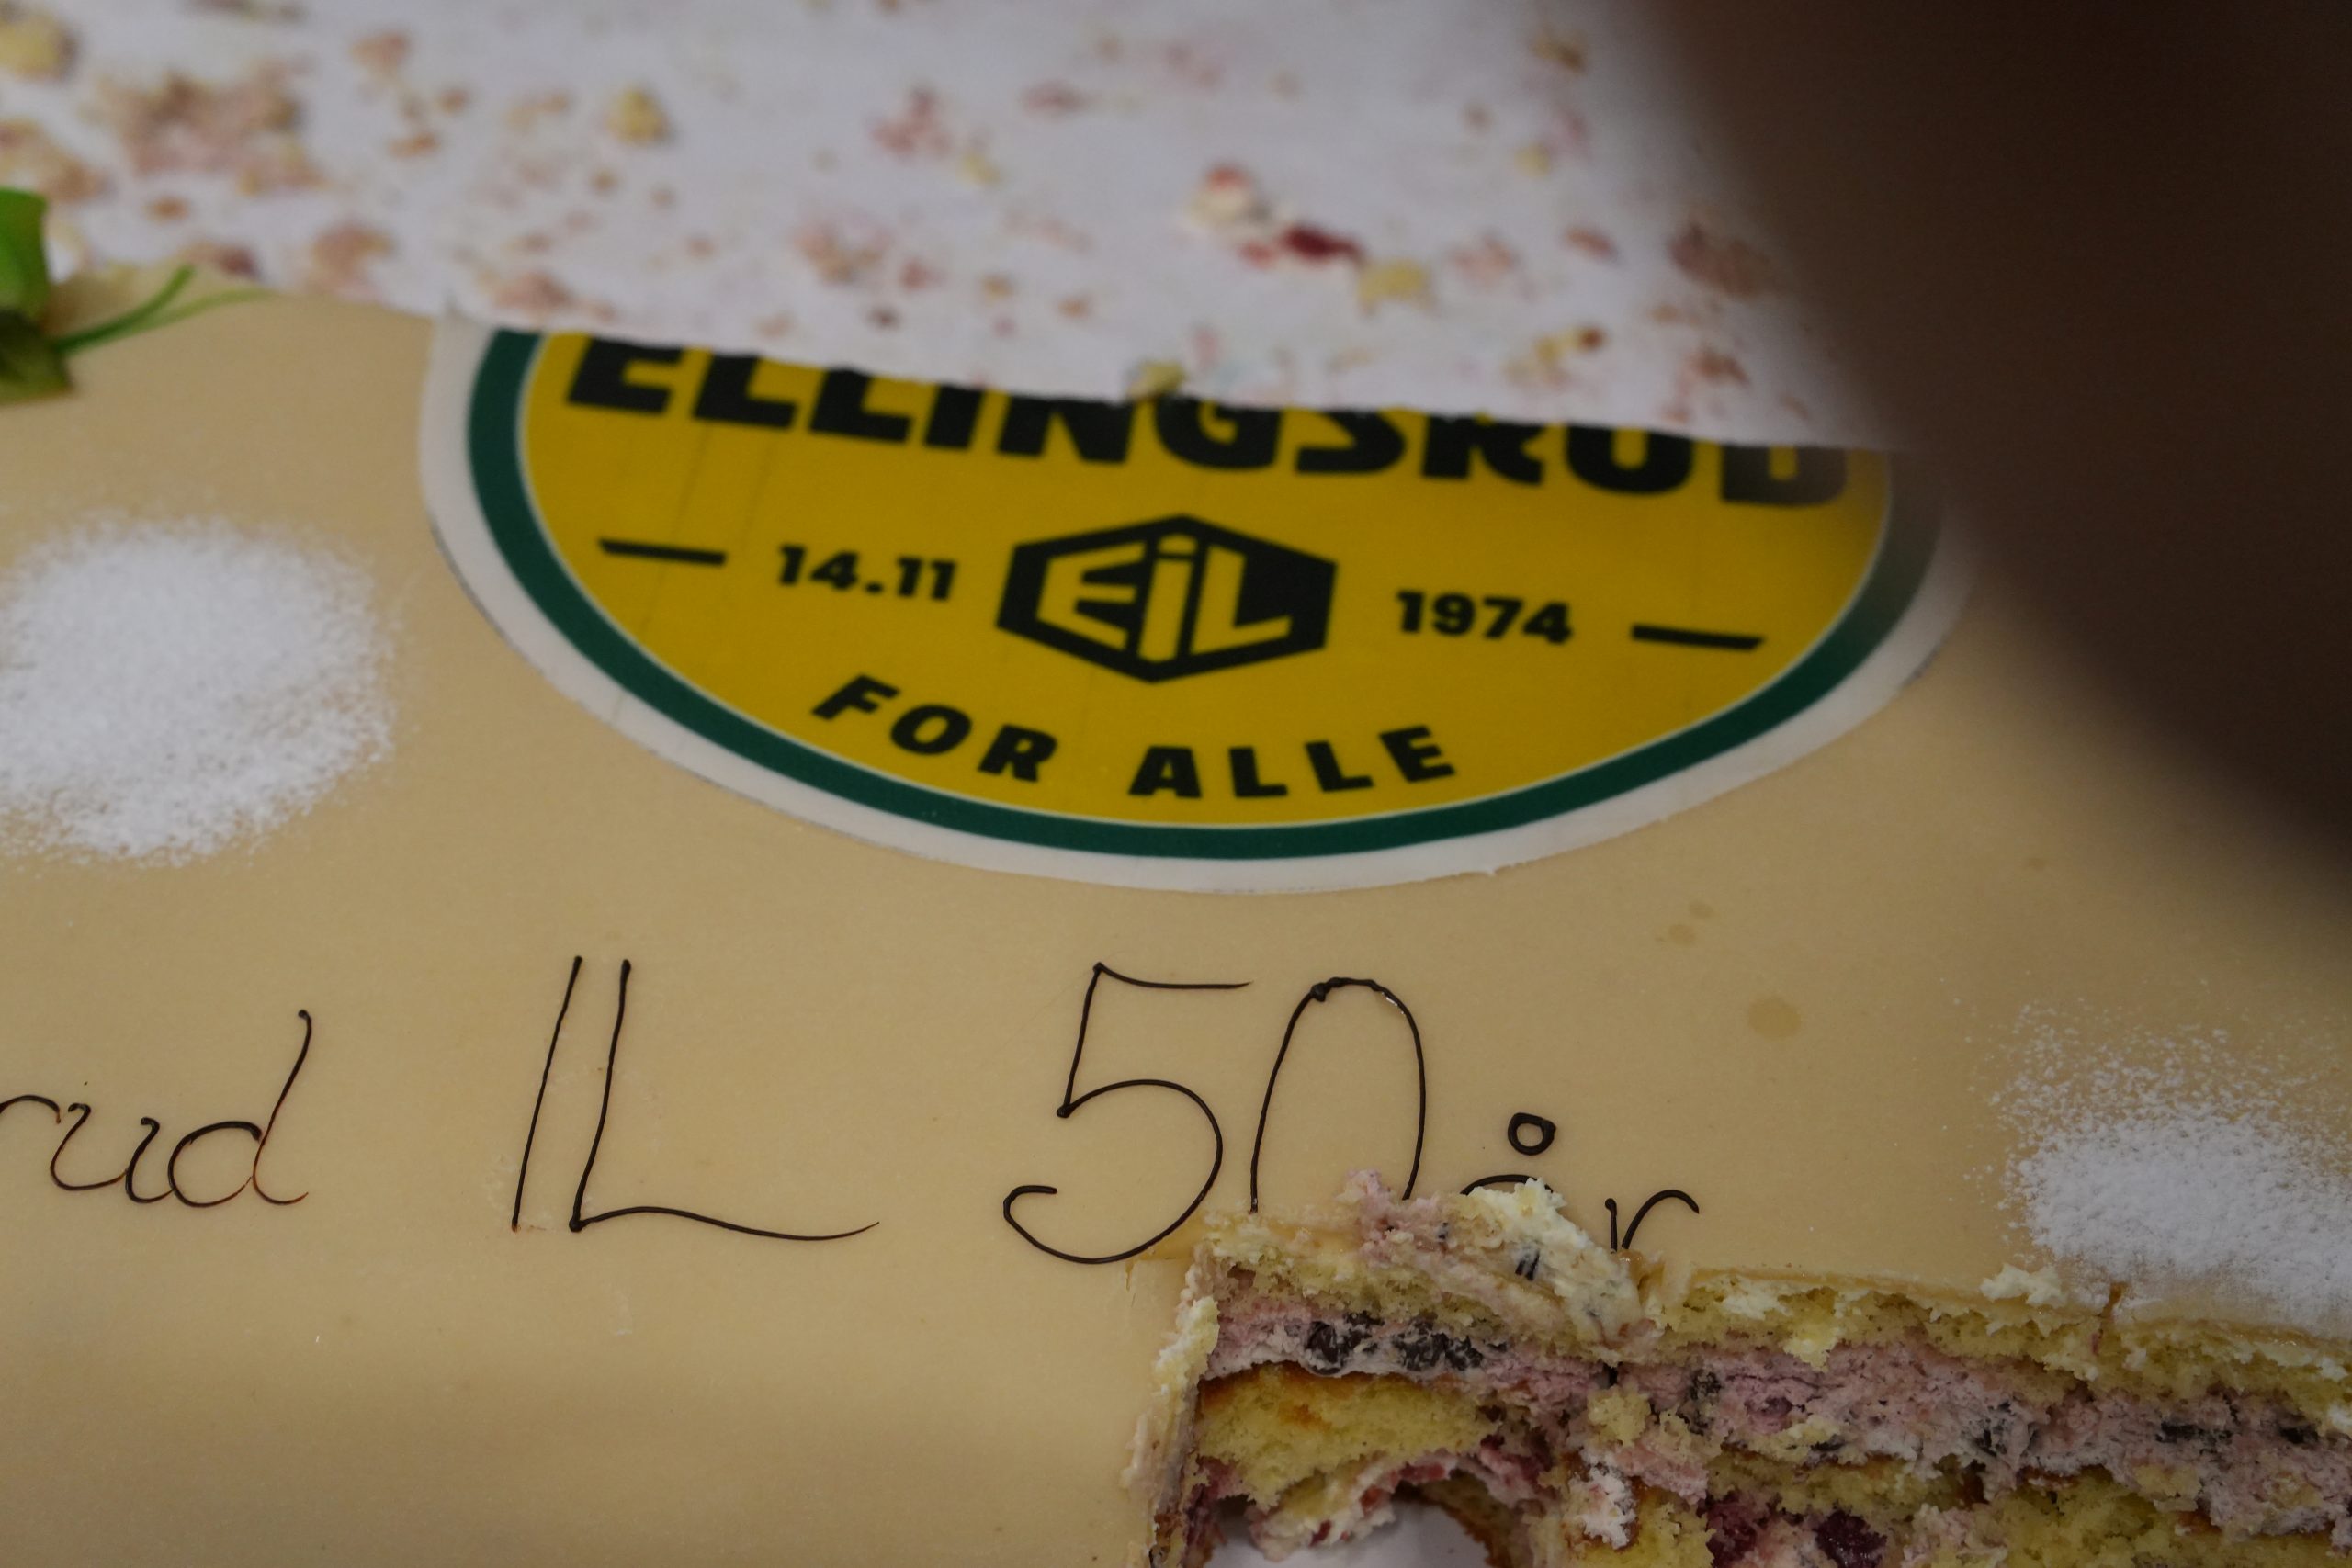 ELLINGSRUD
14.11 EiL 1974
FOR ALLE
rud IL 50 år